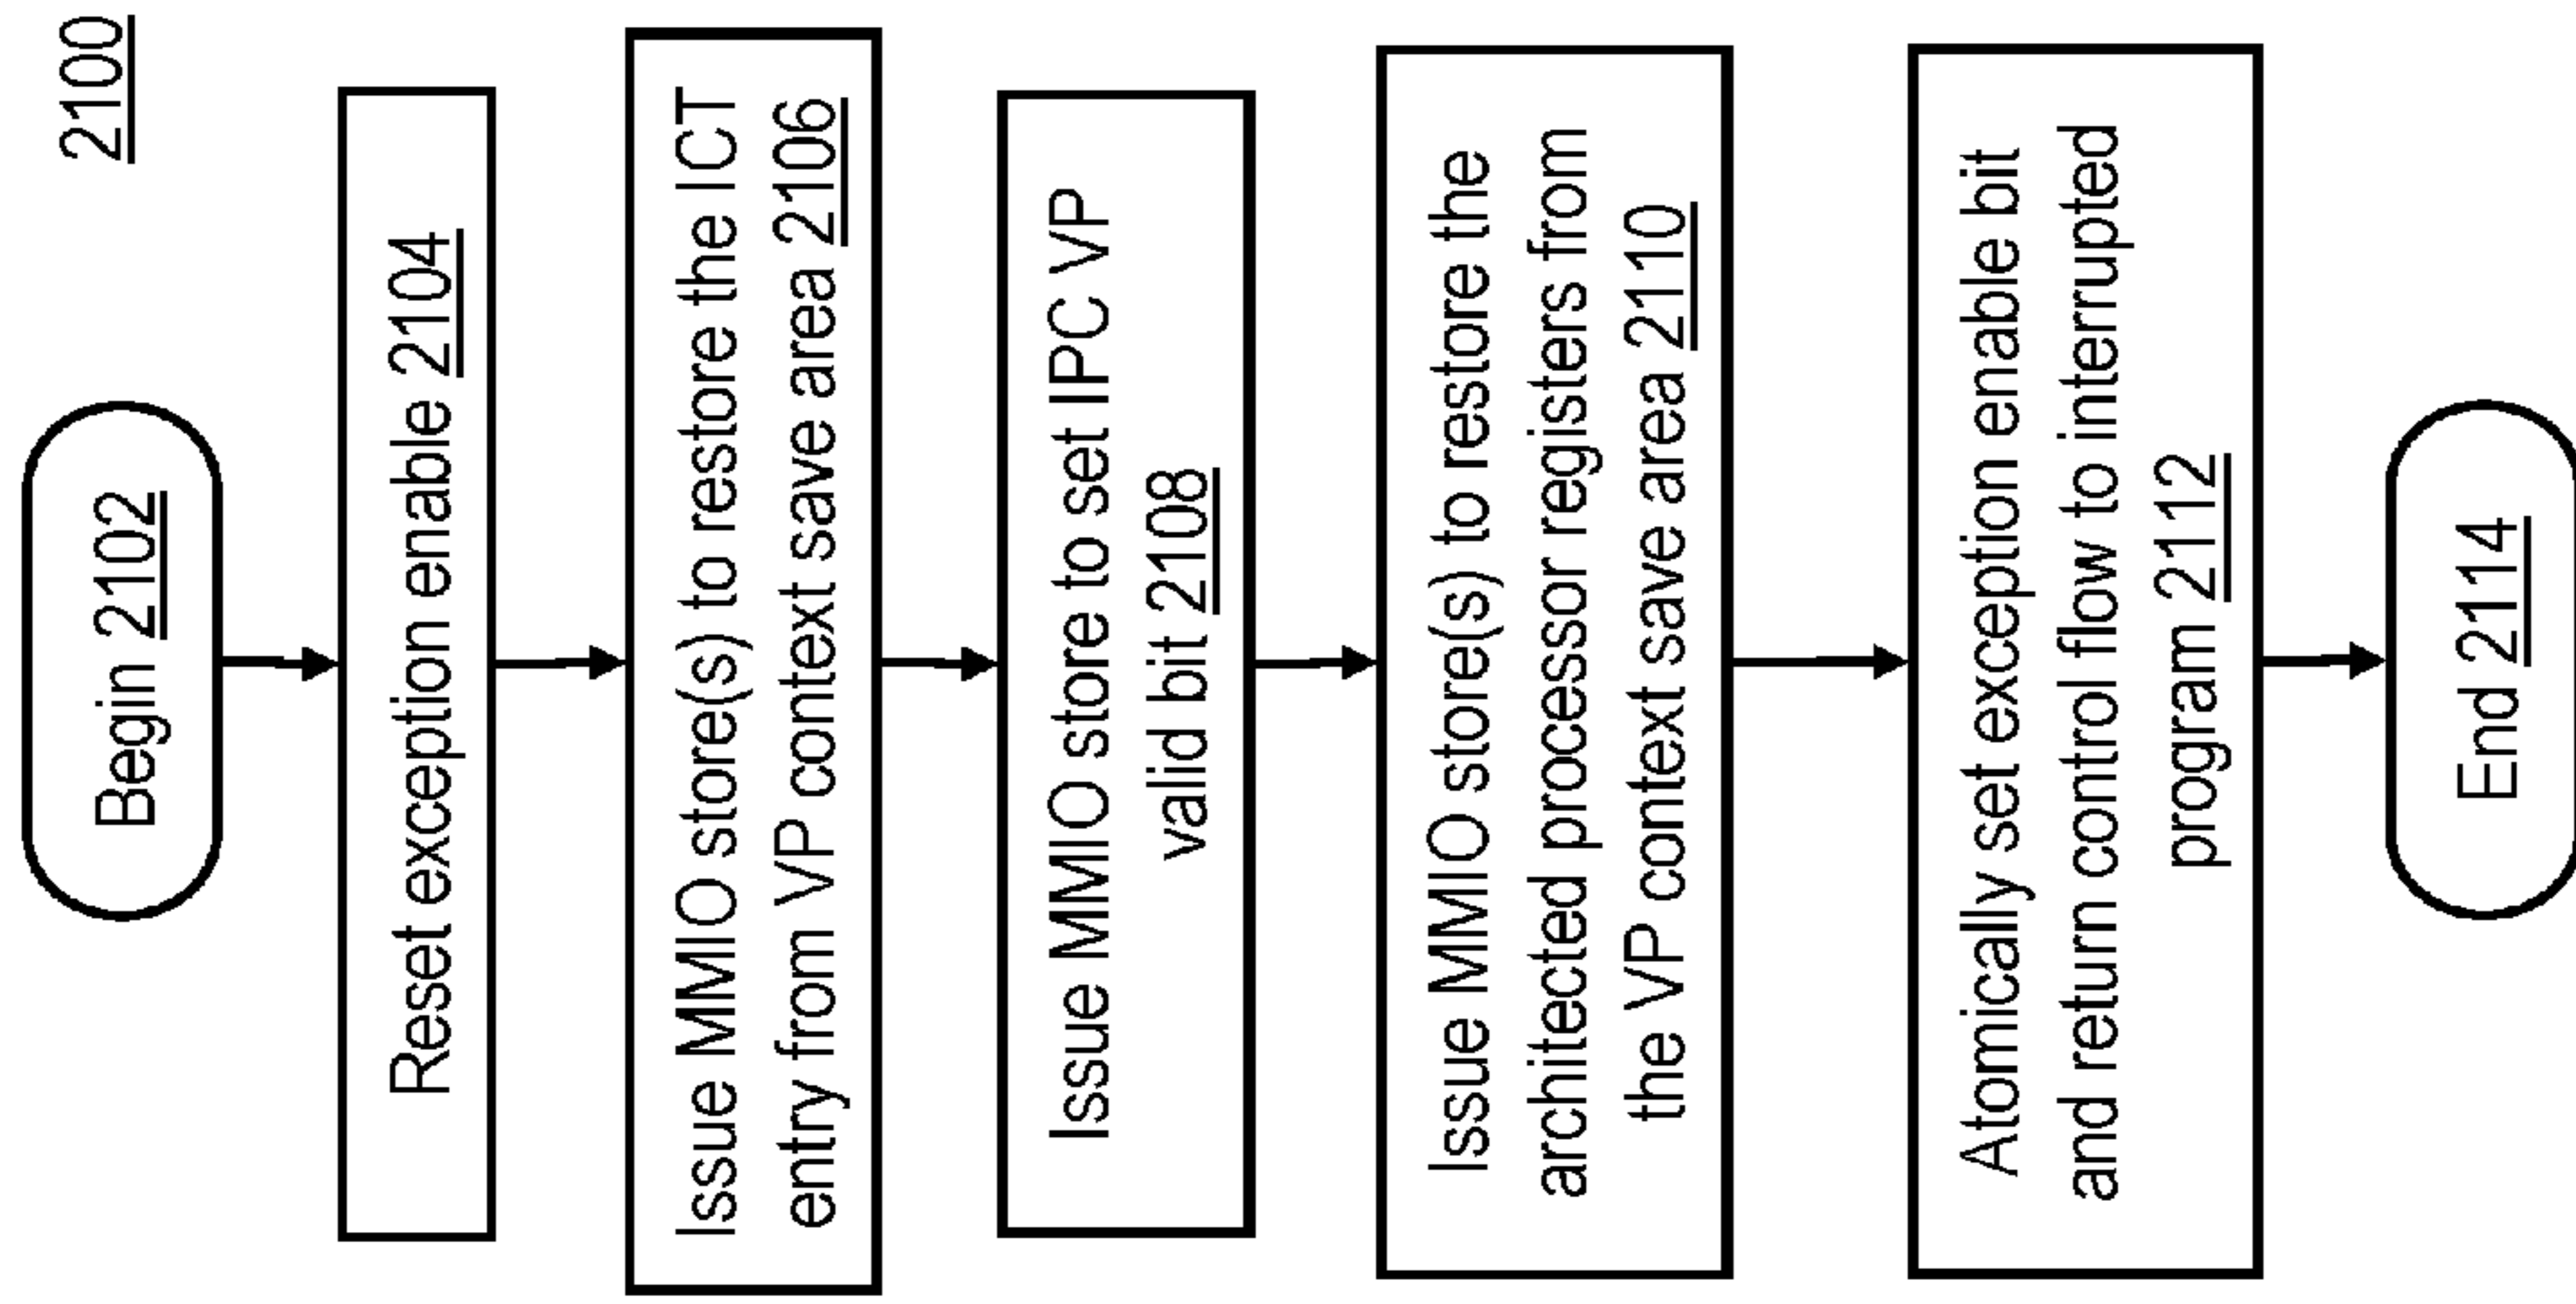 2100
Begin 2102
Reset exception enable 2104
Issue MMIO store(s) to restore the ICT
entry from VP context save area 2106
Issue MMIO store to set IPC VP
valid bit 2108
Issue MMIO store(s) to restore the
architected processor registers from
the VP context save area 2110
Atomically set exception enable bit
and return control flow to interrupted
program 2112
End 2114